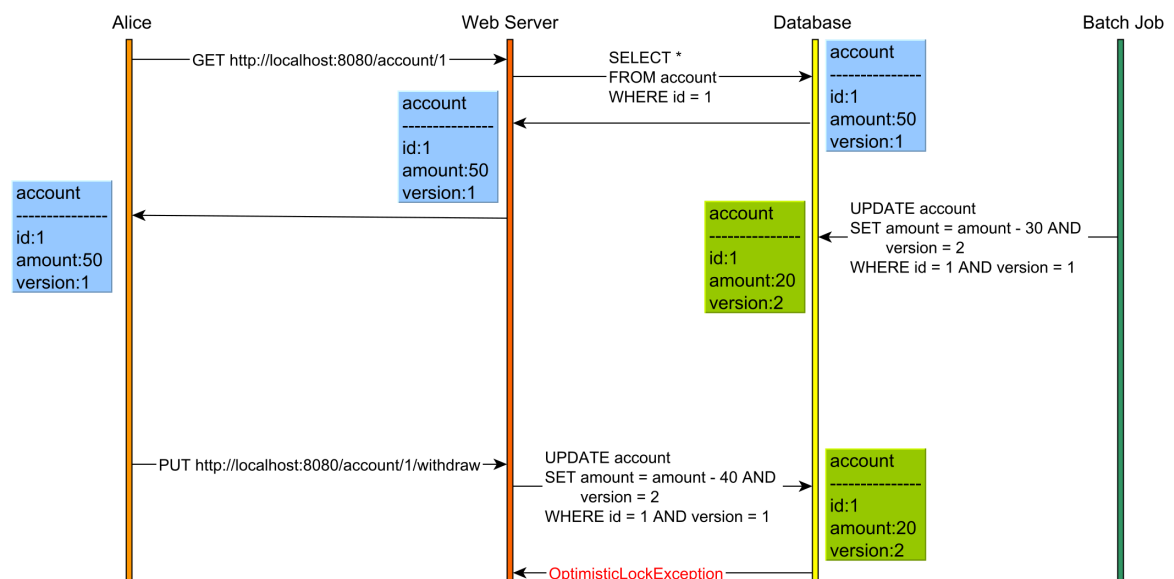 Alice
Web Server
Database
Batch Job
GET http://localhost:8080/account/1
SELECT *
FROM account
WHERE id = 1
account
---------------
id:1
amount:50
version:1
account
---------------
id:1
amount:50
version:1
account
---------------
id:1
amount:50
version:1
UPDATE account
SET amount = amount - 30 AND
version = 2
WHERE id = 1 AND version = 1
account
---------------
id:1
amount:20
version:2
PUT http://localhost:8080/account/1/withdraw
UPDATE account
SET amount = amount - 40 AND
version = 2
WHERE id = 1 AND version = 1
account
---------------
id:1
amount:20
version:2
OptimisticLockException